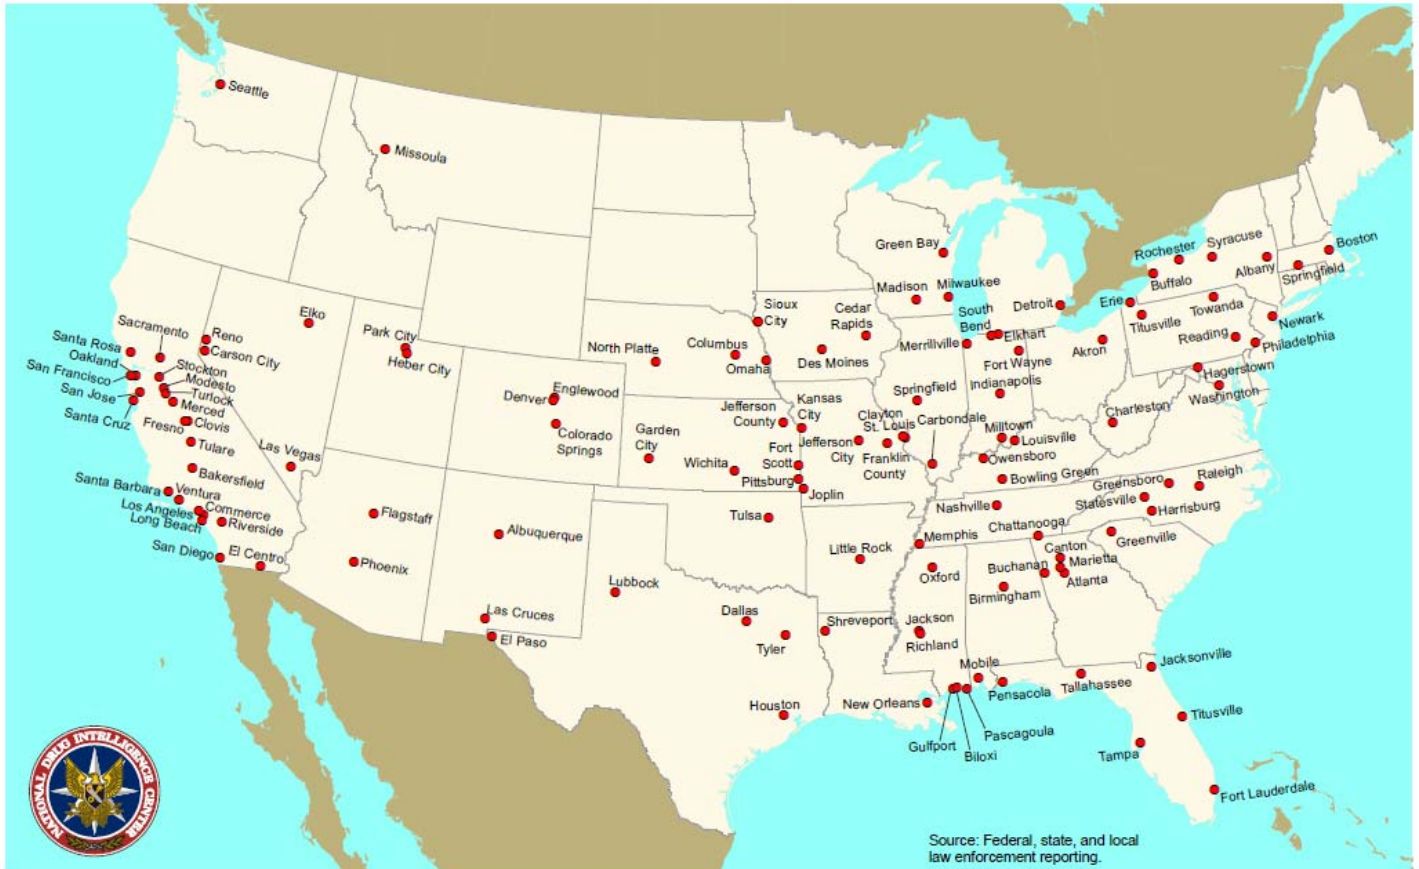 Seattle
Missoula
Boston
Rochester
Syracuse
Green Bay
Albany
Springfield
Buffalo
Madison
Milwaukee
Detroit
Erie
Towanda
Titusville
Newark
Reading
Philadelphia
Sioux
City
Cedar
Rapids
South
Bend
Elkhart
Merrillville
Fort Wayne
Akron
Elko
Reno
Carson City
Sacramento
Park City
Heber City
North Platte
Columbus
Omaha
Des Moines
Santa Rosa
Oakland
San Francisco
San Jose
Santa Cruz
Stockton
Modesto
Turlock
Merced
Clovis
Fresno
Tulare
Bakersfield
Las Vegas
Englewood
Denver
Colorado
Springs
Garden
City
Jefferson
County
Kansas
City
Wichita
Fort
Scott
Pittsburg
Joplin
Springfield
Clayton
St. Louis
Jefferson
City
Franklin
County
Carbondale
Indianapolis
Milltown
Louisville
Owensboro
Bowling Green
Hagerstown
Washington
Charleston
Greensboro
Raleigh
Statesville
Harrisburg
Santa Barbara
Ventura
Los Angeles
Commerce
Long Beach
Riverside
San Diego
El Centro
Flagstaff
Phoenix
Albuquerque
Las Cruces
El Paso
Lubbock
Tulsa
Little Rock
Nashville
Memphis
Chattanooga
Greenville
Oxford
Canton
Marietta
Buchanan
Atlanta
Birmingham
Dallas
Tyler
Shreveport
Jackson
Richland
Houston
New Orleans
Mobile
Pensacola
Tallahassee
Jacksonville
Gulfport
Biloxi
Pascagoula
Titusville
Tampa
Fort Lauderdale
NATIONAL DRUG INTELLIGENCE CENTER
Source: Federal, state, and local
law enforcement reporting.